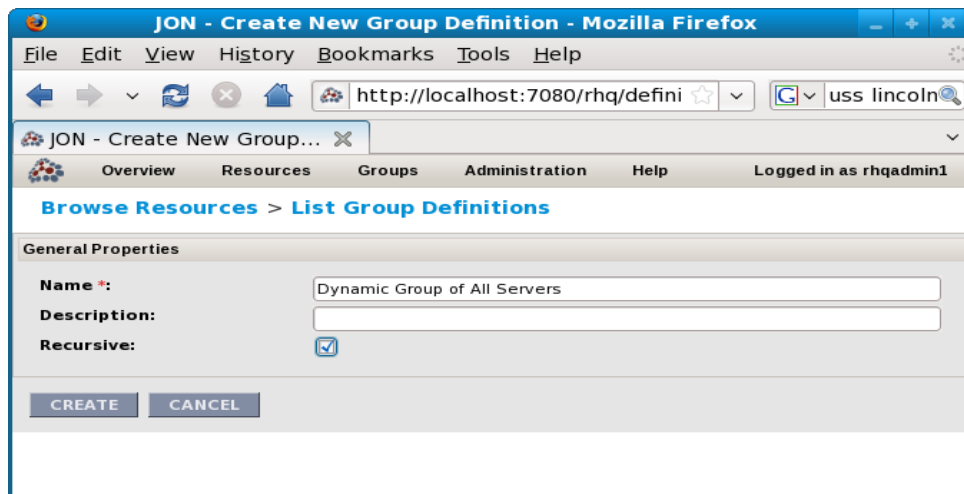 JON - Create New Group Definition - Mozilla Firefox
File Edit View History Bookmarks Tools Help
http://localhost:7080/rhq/defini G uss lincoln
JON - Create New Group...
Overview Resources Groups Administration Help Logged in as rhqadmin1
Browse Resources > List Group Definitions
General Properties
Name *: Dynamic Group of All Servers
Description:
Recursive:
CREATE CANCEL